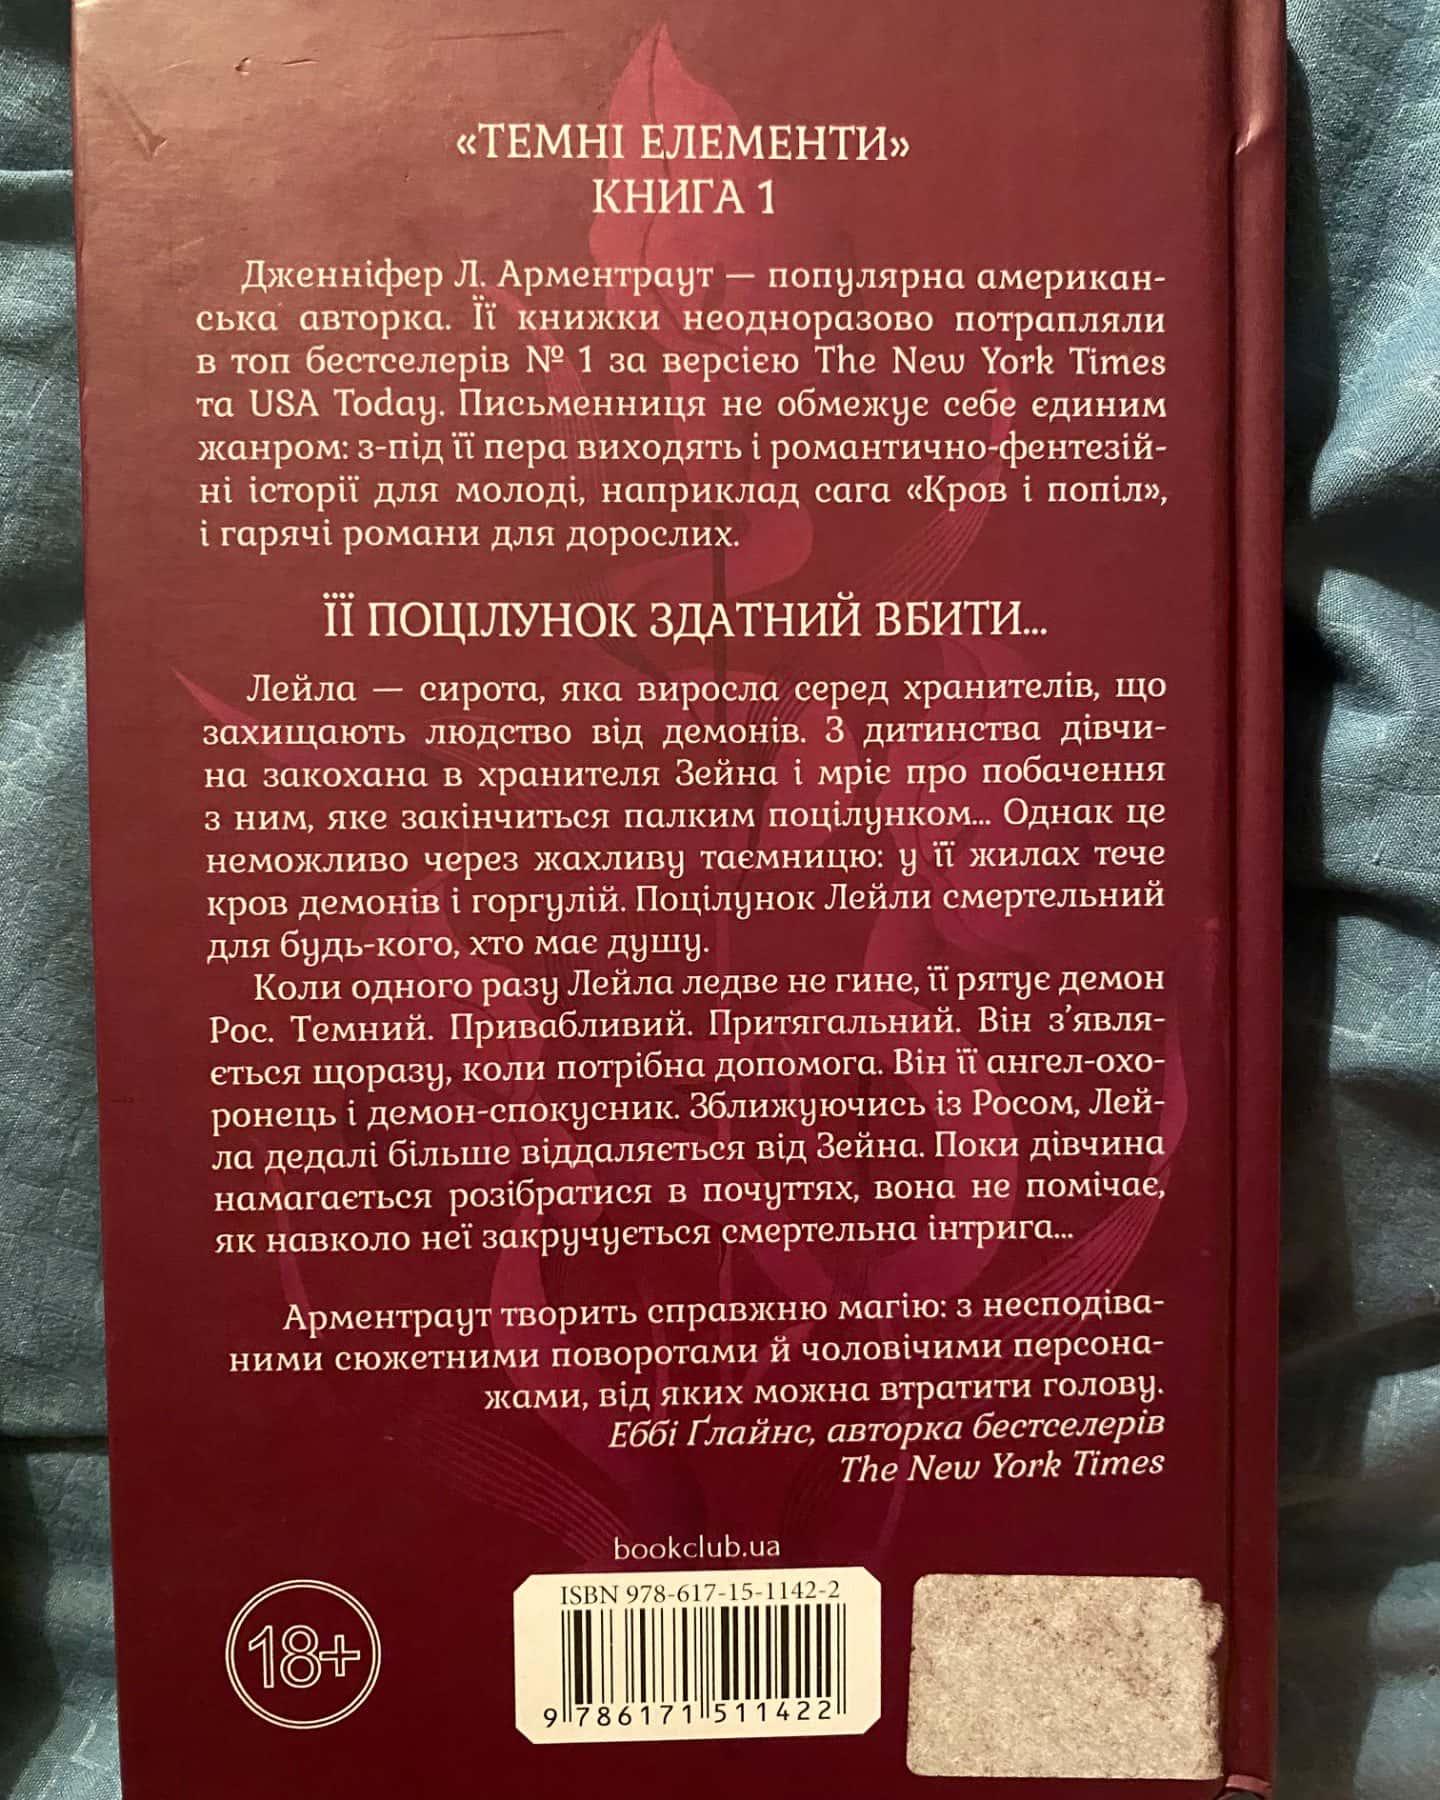 «ТЕМНІ ЕЛЕМЕНТИ»
КНИГА 1
Дженніфер Л. Арментраут — популярна американ-
ська авторка. Її книжки неодноразово потрапляли
в топ бестселерів № 1 за версією The New York Times
та USA Today. Письменниця не обмежує себе єдиним
жанром: з-під її пера виходять і романтично-фентезій-
ні історії для молоді, наприклад сага «Кров і попіл»,
і гарячі романи для дорослих.
ЇЇ ПОЦІЛУНОК ЗДАТНИЙ ВБИТИ...
Лейла — сирота, яка виросла серед хранителів, що
захищають людство від демонів. З дитинства дівчи-
на закохана в хранителя Зейна і мріє про побачення
з ним, яке закінчиться палким поцілунком... Однак це
неможливо через жахливу таємницю: у її жилах тече
кров демонів і горгулій. Поцілунок Лейли смертельний
для будь-кого, хто має душу.
Коли одного разу Лейла ледве не гине, її рятує демон
Рос. Темний. Привабливий. Притягальний. Він з’явля-
ється щоразу, коли потрібна допомога. Він її ангел-охо-
ронець і демон-спокусник. Зближуючись із Росом, Лей-
ла дедалі більше віддаляється від Зейна. Поки дівчина
намагається розібратися в почуттях, вона не помічає,
як навколо неї закручується смертельна інтрига...
Арментраут творить справжню магію: з несподіва-
ними сюжетними поворотами й чоловічими персона-
жами, від яких можна втратити голову.
Еббі Ґлайнс, авторка бестселерів
The New York Times
bookclub.ua
18+
ISBN 978-617-15-1142-2
9 786171 511422